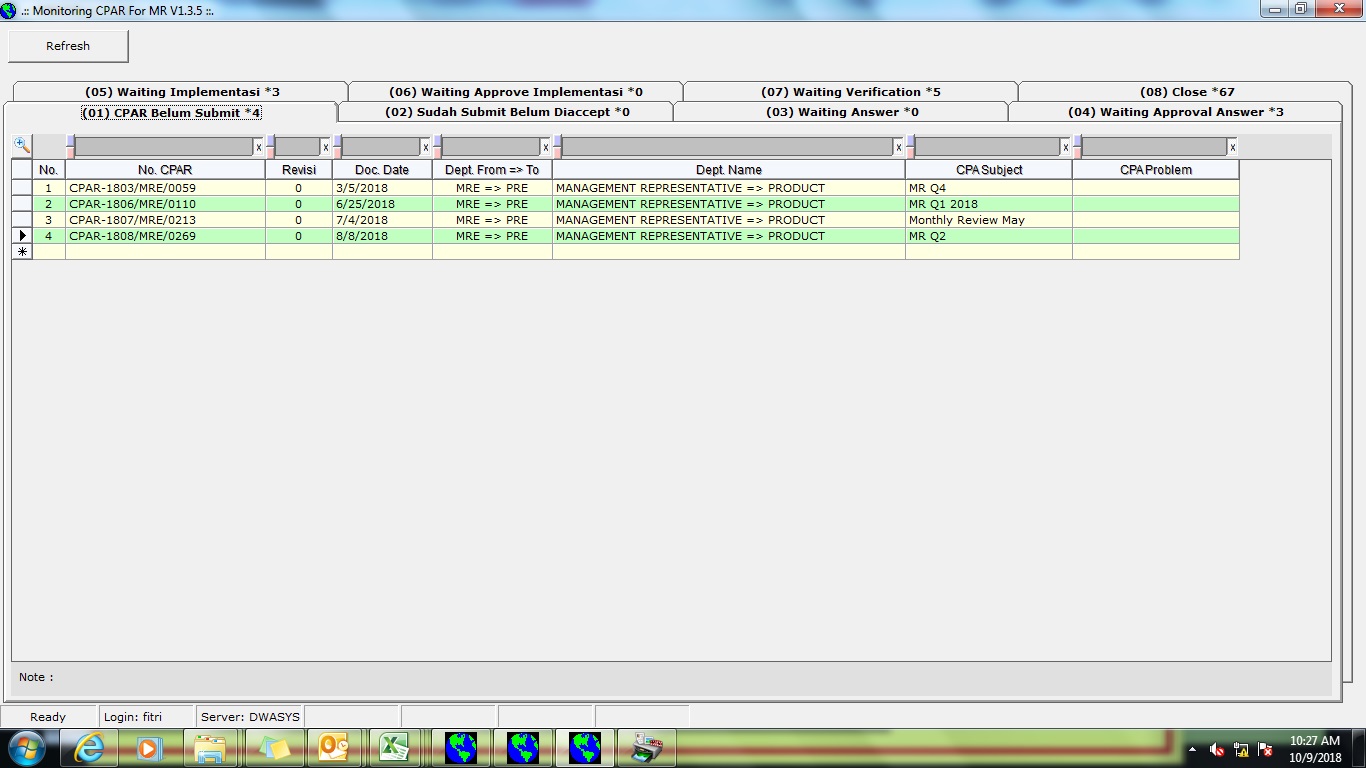 .:: Monitoring CPAR For MR V1.3.5 ::.
Refresh
(05) Waiting Implementasi *3 (06) Waiting Approve Implementasi *0 (07) Waiting Verification *5 (08) Close *67
(01) CPAR Belum Submit *4 (02) Sudah Submit Belum Diaccept *0 (03) Waiting Answer *0 (04) Waiting Approval Answer *3
x x x x x x x
No. No. CPAR Revisi Doc. Date Dept. From => To Dept. Name CPA Subject CPA Problem
1 CPAR-1803/MRE/0059 0 3/5/2018 MRE => PRE MANAGEMENT REPRESENTATIVE => PRODUCT MR Q4
2 CPAR-1806/MRE/0110 0 6/25/2018 MRE => PRE MANAGEMENT REPRESENTATIVE => PRODUCT MR Q1 2018
3 CPAR-1807/MRE/0213 0 7/4/2018 MRE => PRE MANAGEMENT REPRESENTATIVE => PRODUCT Monthly Review May
4 CPAR-1808/MRE/0269 0 8/8/2018 MRE => PRE MANAGEMENT REPRESENTATIVE => PRODUCT MR Q2
Note :
Ready Login: fitri Server: DWASYS
10:27 AM
10/9/2018